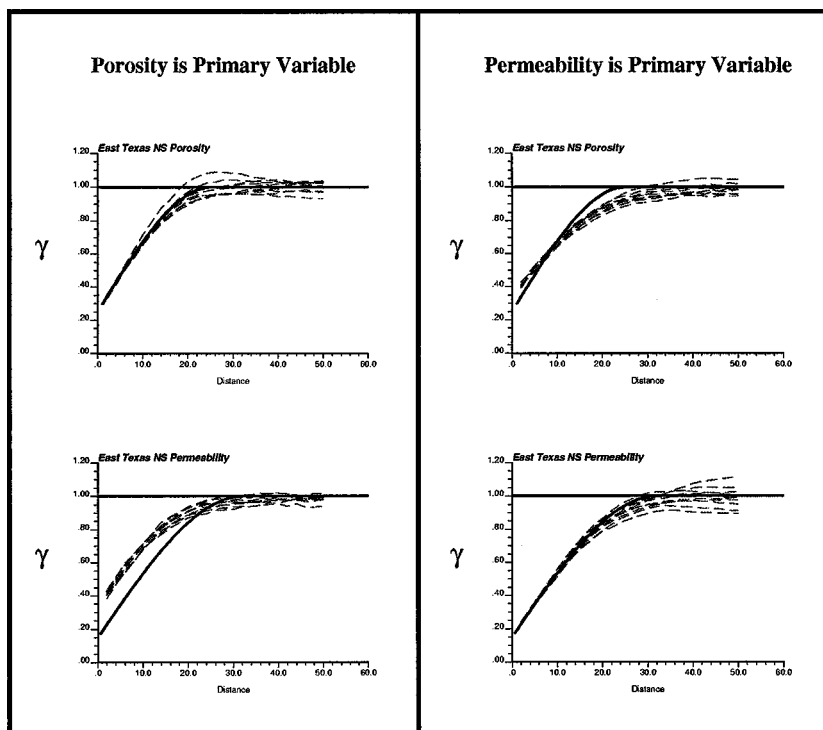 Porosity is Primary Variable
East Texas NS Porosity
1.20
1.00
.80
.60
.40
.20
.00
γ
.0 10.0 20.0 30.0 40.0 50.0 60.0
Distance
East Texas NS Permeability
1.20
1.00
.80
.60
.40
.20
.00
γ
.0 10.0 20.0 30.0 40.0 50.0 60.0
Distance
Permeability is Primary Variable
East Texas NS Porosity
1.20
1.00
.80
.60
.40
.20
.00
γ
.0 10.0 20.0 30.0 40.0 50.0 60.0
Distance
East Texas NS Permeability
1.20
1.00
.80
.60
.40
.20
.00
γ
.0 10.0 20.0 30.0 40.0 50.0 60.0
Distance